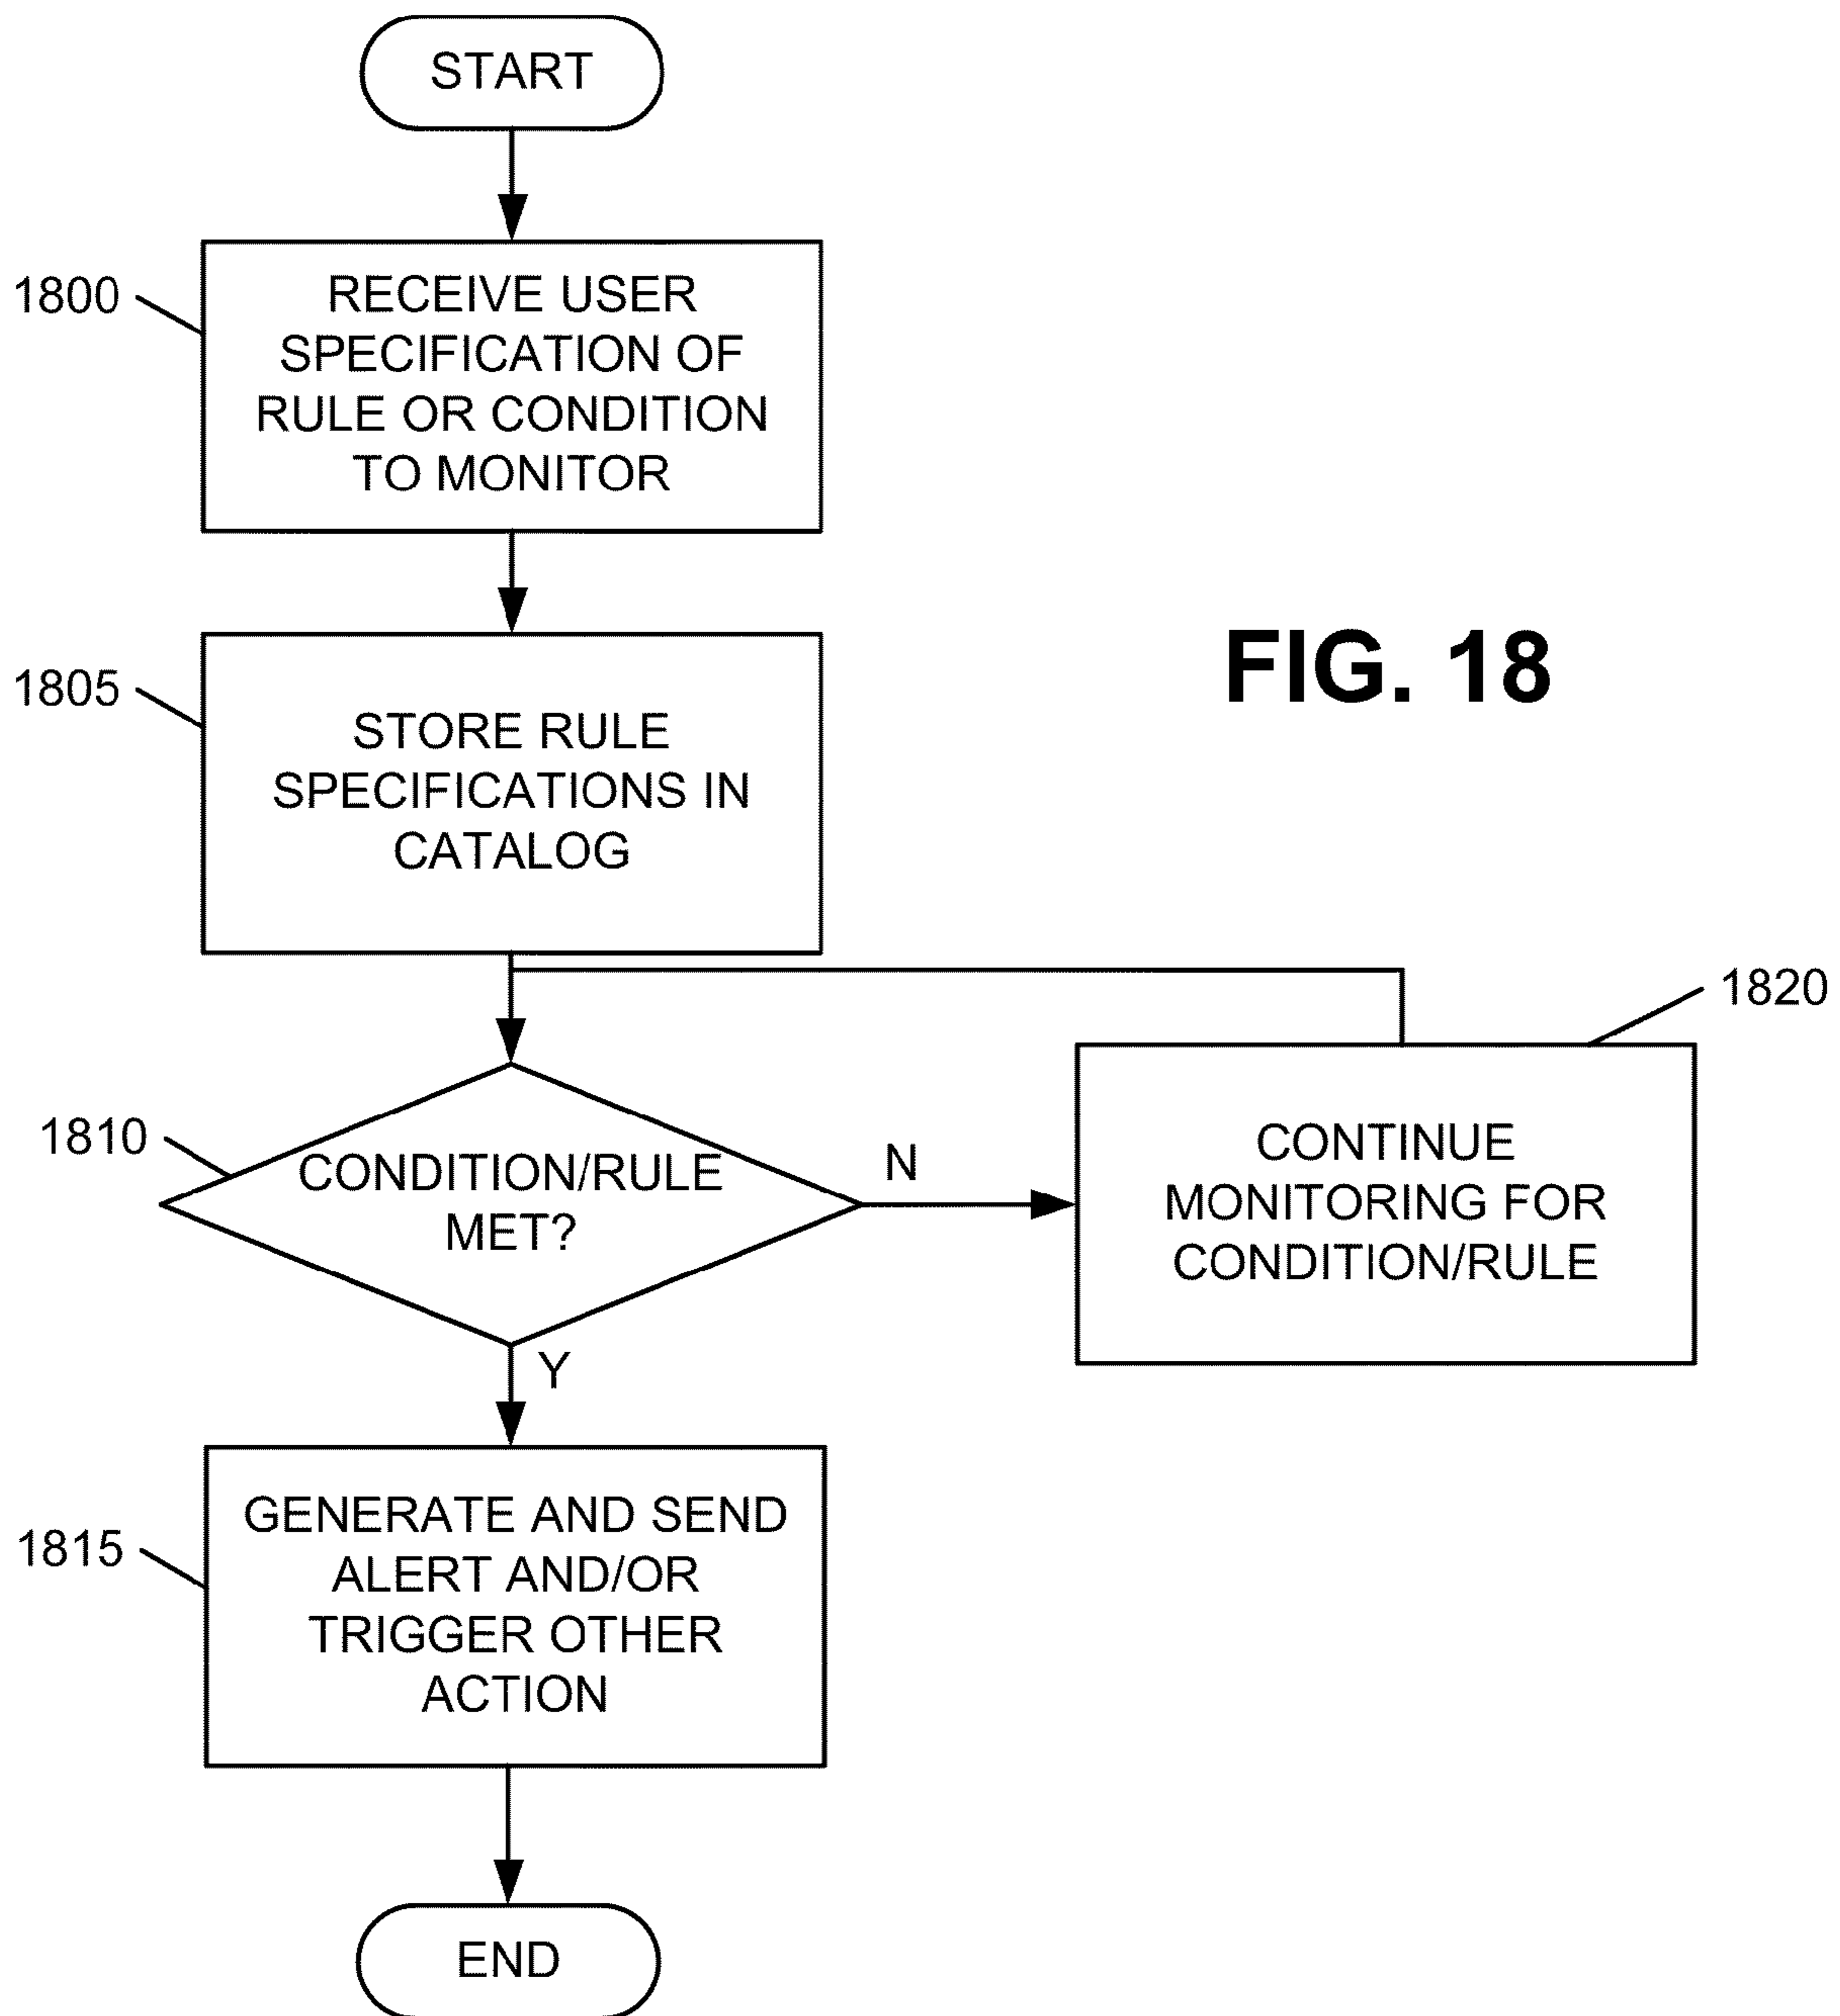 START
1800
RECEIVE USER
SPECIFICATION OF
RULE OR CONDITION
TO MONITOR
FIG. 18
1805
STORE RULE
SPECIFICATIONS IN
CATALOG
1820
1810
CONDITION/RULE
MET?
N
CONTINUE
MONITORING FOR
CONDITION/RULE
Y
1815
GENERATE AND SEND
ALERT AND/OR
TRIGGER OTHER
ACTION
END